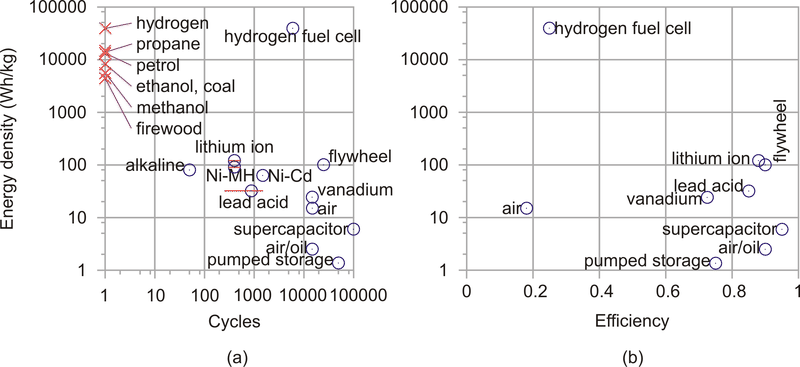 Energy density (Wh/kg)
100000
10000
1000
100
10
1
hydrogen
propane
petrol
ethanol, coal
methanol
firewood
hydrogen fuel cell
lithium ion
alkaline
Ni-MH
Ni-Cd
flywheel
lead acid
vanadium
air
supercapacitor
air/oil
pumped storage
1 10 100 1000 10000 100000
Cycles
(a)
100000
10000
1000
100
10
1
hydrogen fuel cell
flywheel
lithium ion
lead acid
vanadium
air
supercapacitor
air/oil
pumped storage
0 0.2 0.4 0.6 0.8 1
Efficiency
(b)